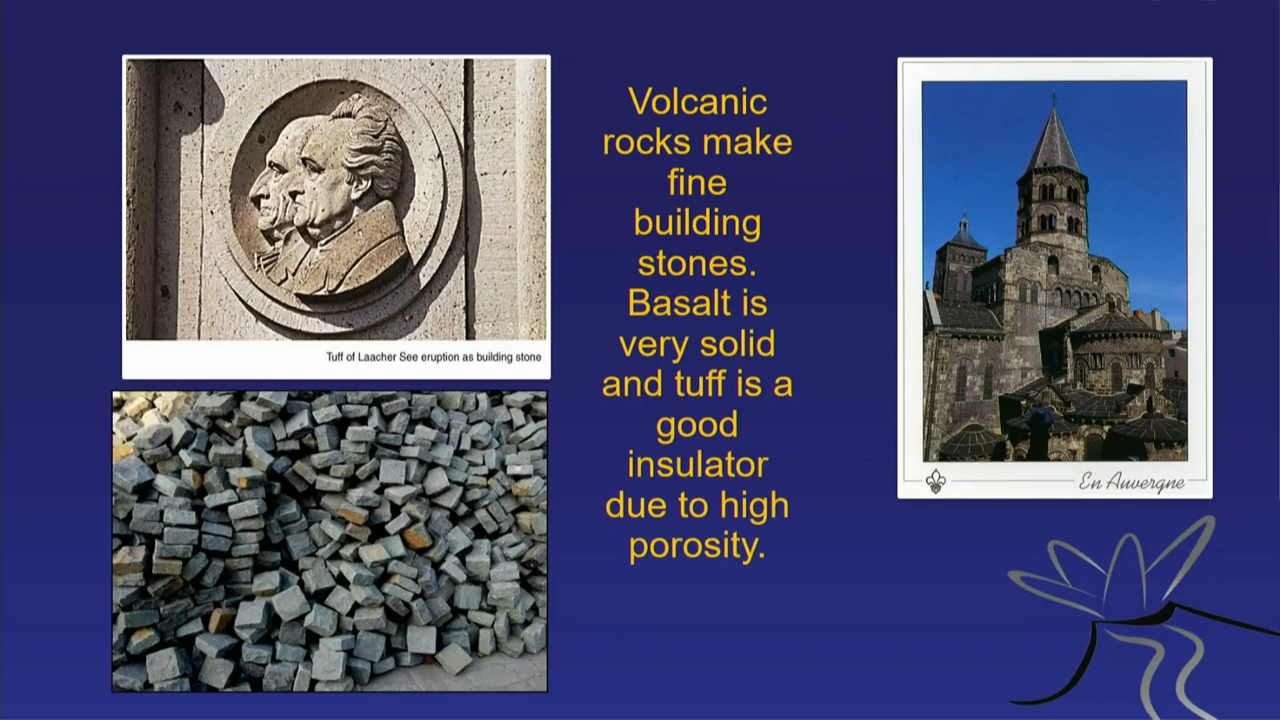 Volcanic
rocks make
fine
building
stones.
Basalt is
very solid
and tuff is a
good
insulator
due to high
porosity.
Tuff of Laacher See eruption as building stone
En Auvergne